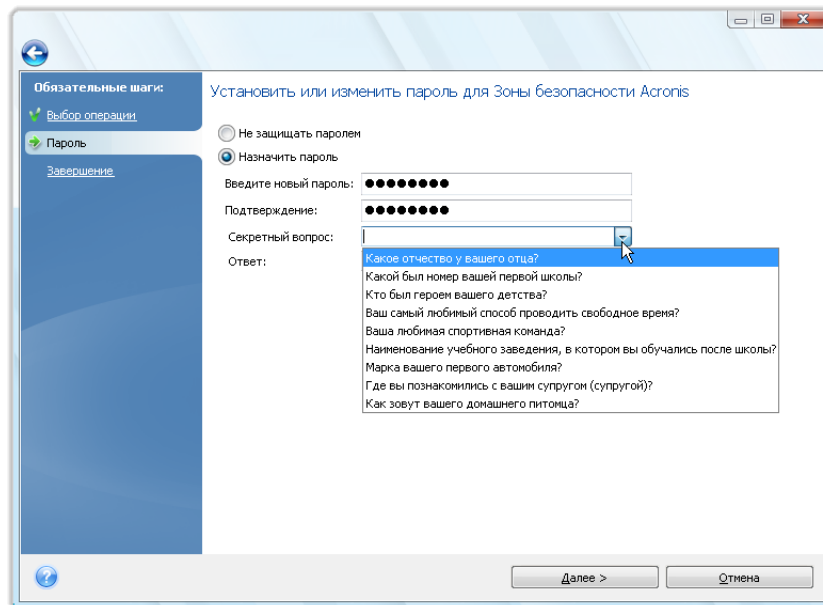 Обязательные шаги:
Выбор операции
Пароль
Завершение
Установить или изменить пароль для Зоны безопасности Acronis
Не защищать паролем
Назначить пароль
Введите новый пароль: ●●●●●●●●
Подтверждение: ●●●●●●●●
Секретный вопрос:
Ответ:
Какое отчество у вашего отца?
Какой был номер вашей первой школы?
Кто был героем вашего детства?
Ваш самый любимый способ проводить свободное время?
Ваша любимая спортивная команда?
Наименование учебного заведения, в котором вы обучались после школы?
Марка вашего первого автомобиля?
Где вы познакомились с вашим супругом (супругой)?
Как зовут вашего домашнего питомца?
Далее >
Отмена